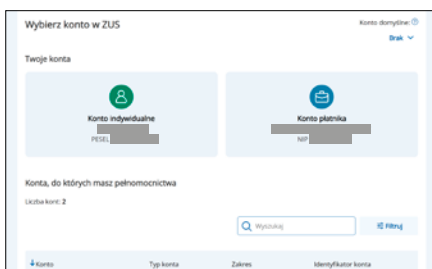 Wybierz konto w ZUS
Konto domyślne:
Brak
Twoje konta
Konto indywidualne
PESEL
Konto płatnika
NIP
Konta, do których masz pełnomocnictwa
Liczba kont: 2
Wyszukaj
Filtruj
Konto Typ konta Zakres Identyfikator konta